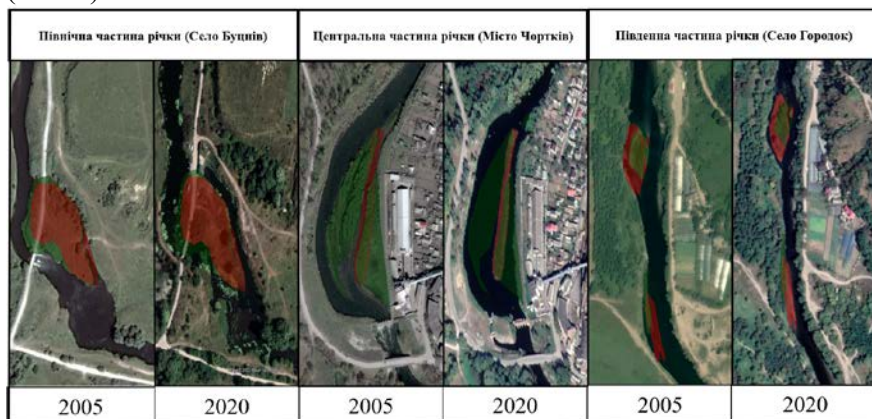 Північна частина річки (Село Буцнів)
Центральна частина річки (Місто Чортків)
Південна частина річки (Село Городок)
2005
2020
2005
2020
2005
2020